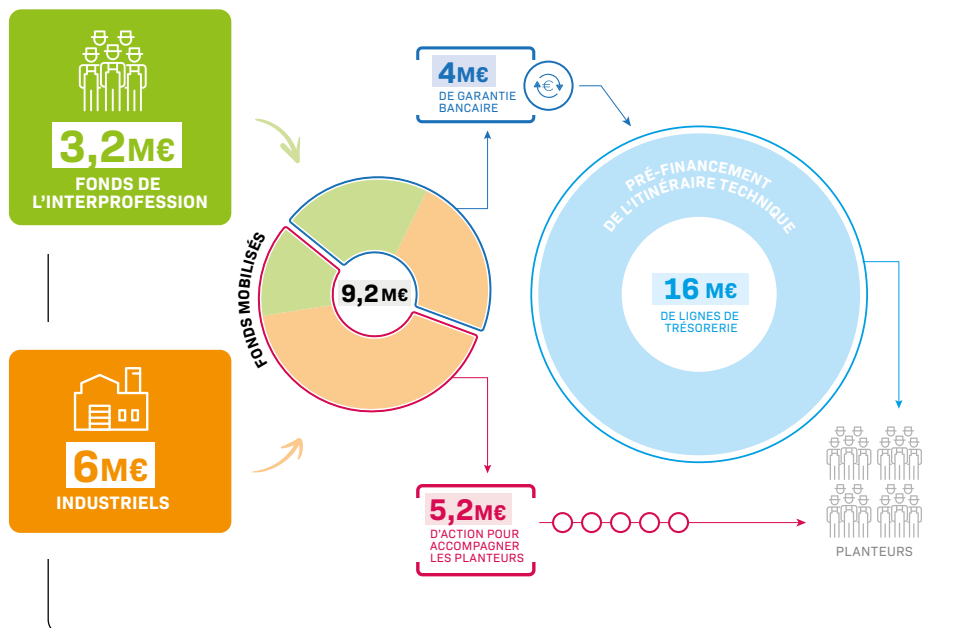 3,2M€
FONDS DE
L'INTERPROFESSION
6M€
INDUSTRIELS
FONDS MOBILISÉS
9,2 M€
4M€
DE GARANTIE
BANCAIRE
€
PRÉ-FINANCEMENT
DE L'ITINÉRAIRE TECHNIQUE
16 M€
DE LIGNES DE
TRÉSORERIE
5,2M€
D'ACTION POUR
ACCOMPAGNER
LES PLANTEURS
PLANTEURS